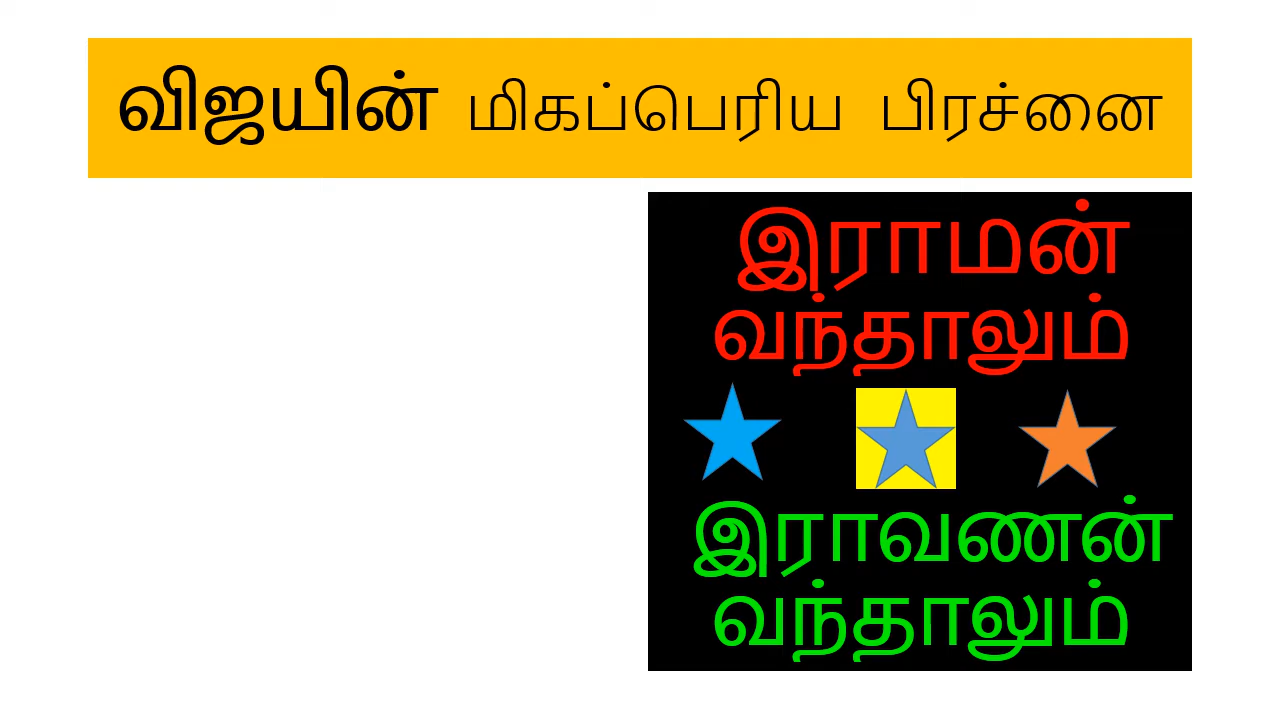 விஜயின் மிகப்பெரிய பிரச்னை
இராமன்
வந்தாலும்
இராவணன்
வந்தாலும்